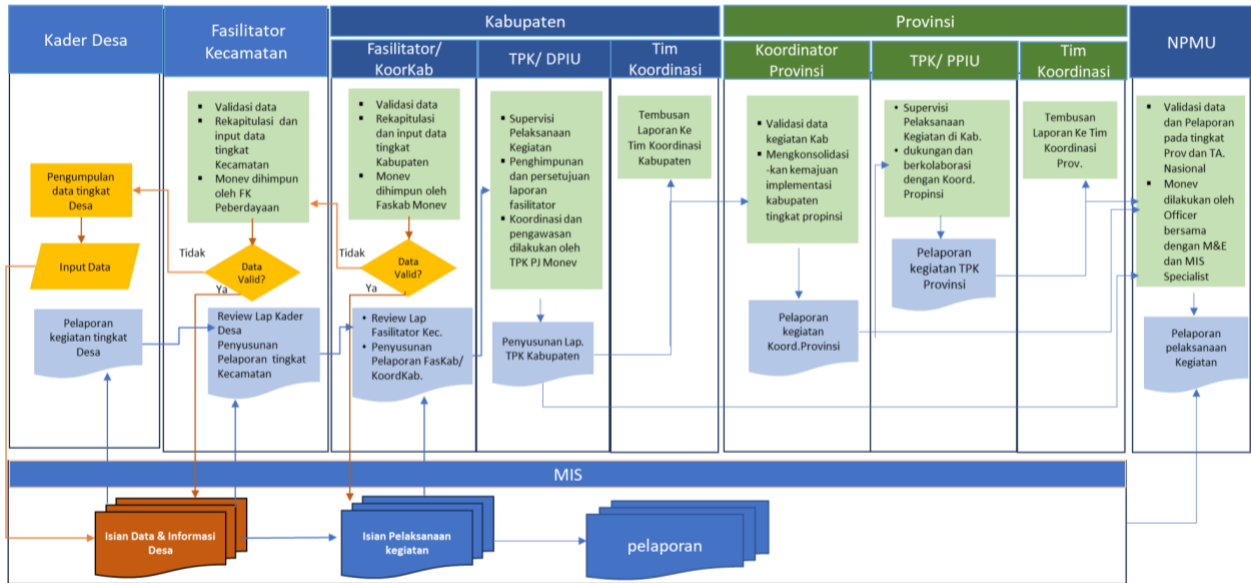 Kader Desa
Fasilitator
Kecamatan
Kabupaten
Provinsi
NPMU
Fasilitator/
KoorKab
TPK/ DPIU
Tim
Koordinasi
Koordinator
Provinsi
TPK/ PPIU
Tim
Koordinasi
Pengumpulan
data tingkat
Desa
Input Data
Pelaporan
kegiatan tingkat
Desa
▪ Validasi data
▪ Rekapitulasi dan
input data
tingkat
Kecamatan
▪ Monev dihimpun
oleh FK
Peberdayaan
Tidak
Data
Valid?
Ya
Review Lap Kader
Desa
Penyusunan
Pelaporan tingkat
Kecamatan
▪ Validasi data
▪ Rekapitulasi
dan input data
tingkat
Kabupaten
▪ Monev
dihimpun oleh
Faskab Monev
Tidak
Data
Valid?
Ya
• Review Lap
Fasilitator Kec.
• Penyusunan
Pelaporan FasKab/
KoordKab.
▪ Supervisi
Pelaksanaan
Kegiatan
▪ Penghimpunan
dan persetujuan
laporan
fasilitator
▪ Koordinasi dan
pengawasan
dilakukan oleh
TPK PJ Monev
Penyusunan Lap.
TPK Kabupaten
Tembusan
Laporan Ke
Tim Koordinasi
Kabupaten
▪ Validasi data
kegiatan Kab
▪ Mengkonsolidasi
-kan kemajuan
implementasi
kabupaten
tingkat propinsi
Pelaporan
kegiatan
Koord.Provinsi
▪ Supervisi
Pelaksanaan
Kegiatan di Kab.
▪ dukungan dan
berkolaborasi
dengan Koord.
Propinsi
Pelaporan
kegiatan TPK
Provinsi
Tembusan
Laporan Ke Tim
Koordinasi
Prov.
▪ Validasi data
dan Pelaporan
pada tingkat
Prov dan TA.
Nasional
▪ Monev
dilakukan oleh
Officer
bersama
dengan M&E
dan MIS
Specialist
Pelaporan
pelaksanaan
Kegiatan
MIS
Isian Data & Informasi
Desa
Isian Pelaksanaan
kegiatan
pelaporan